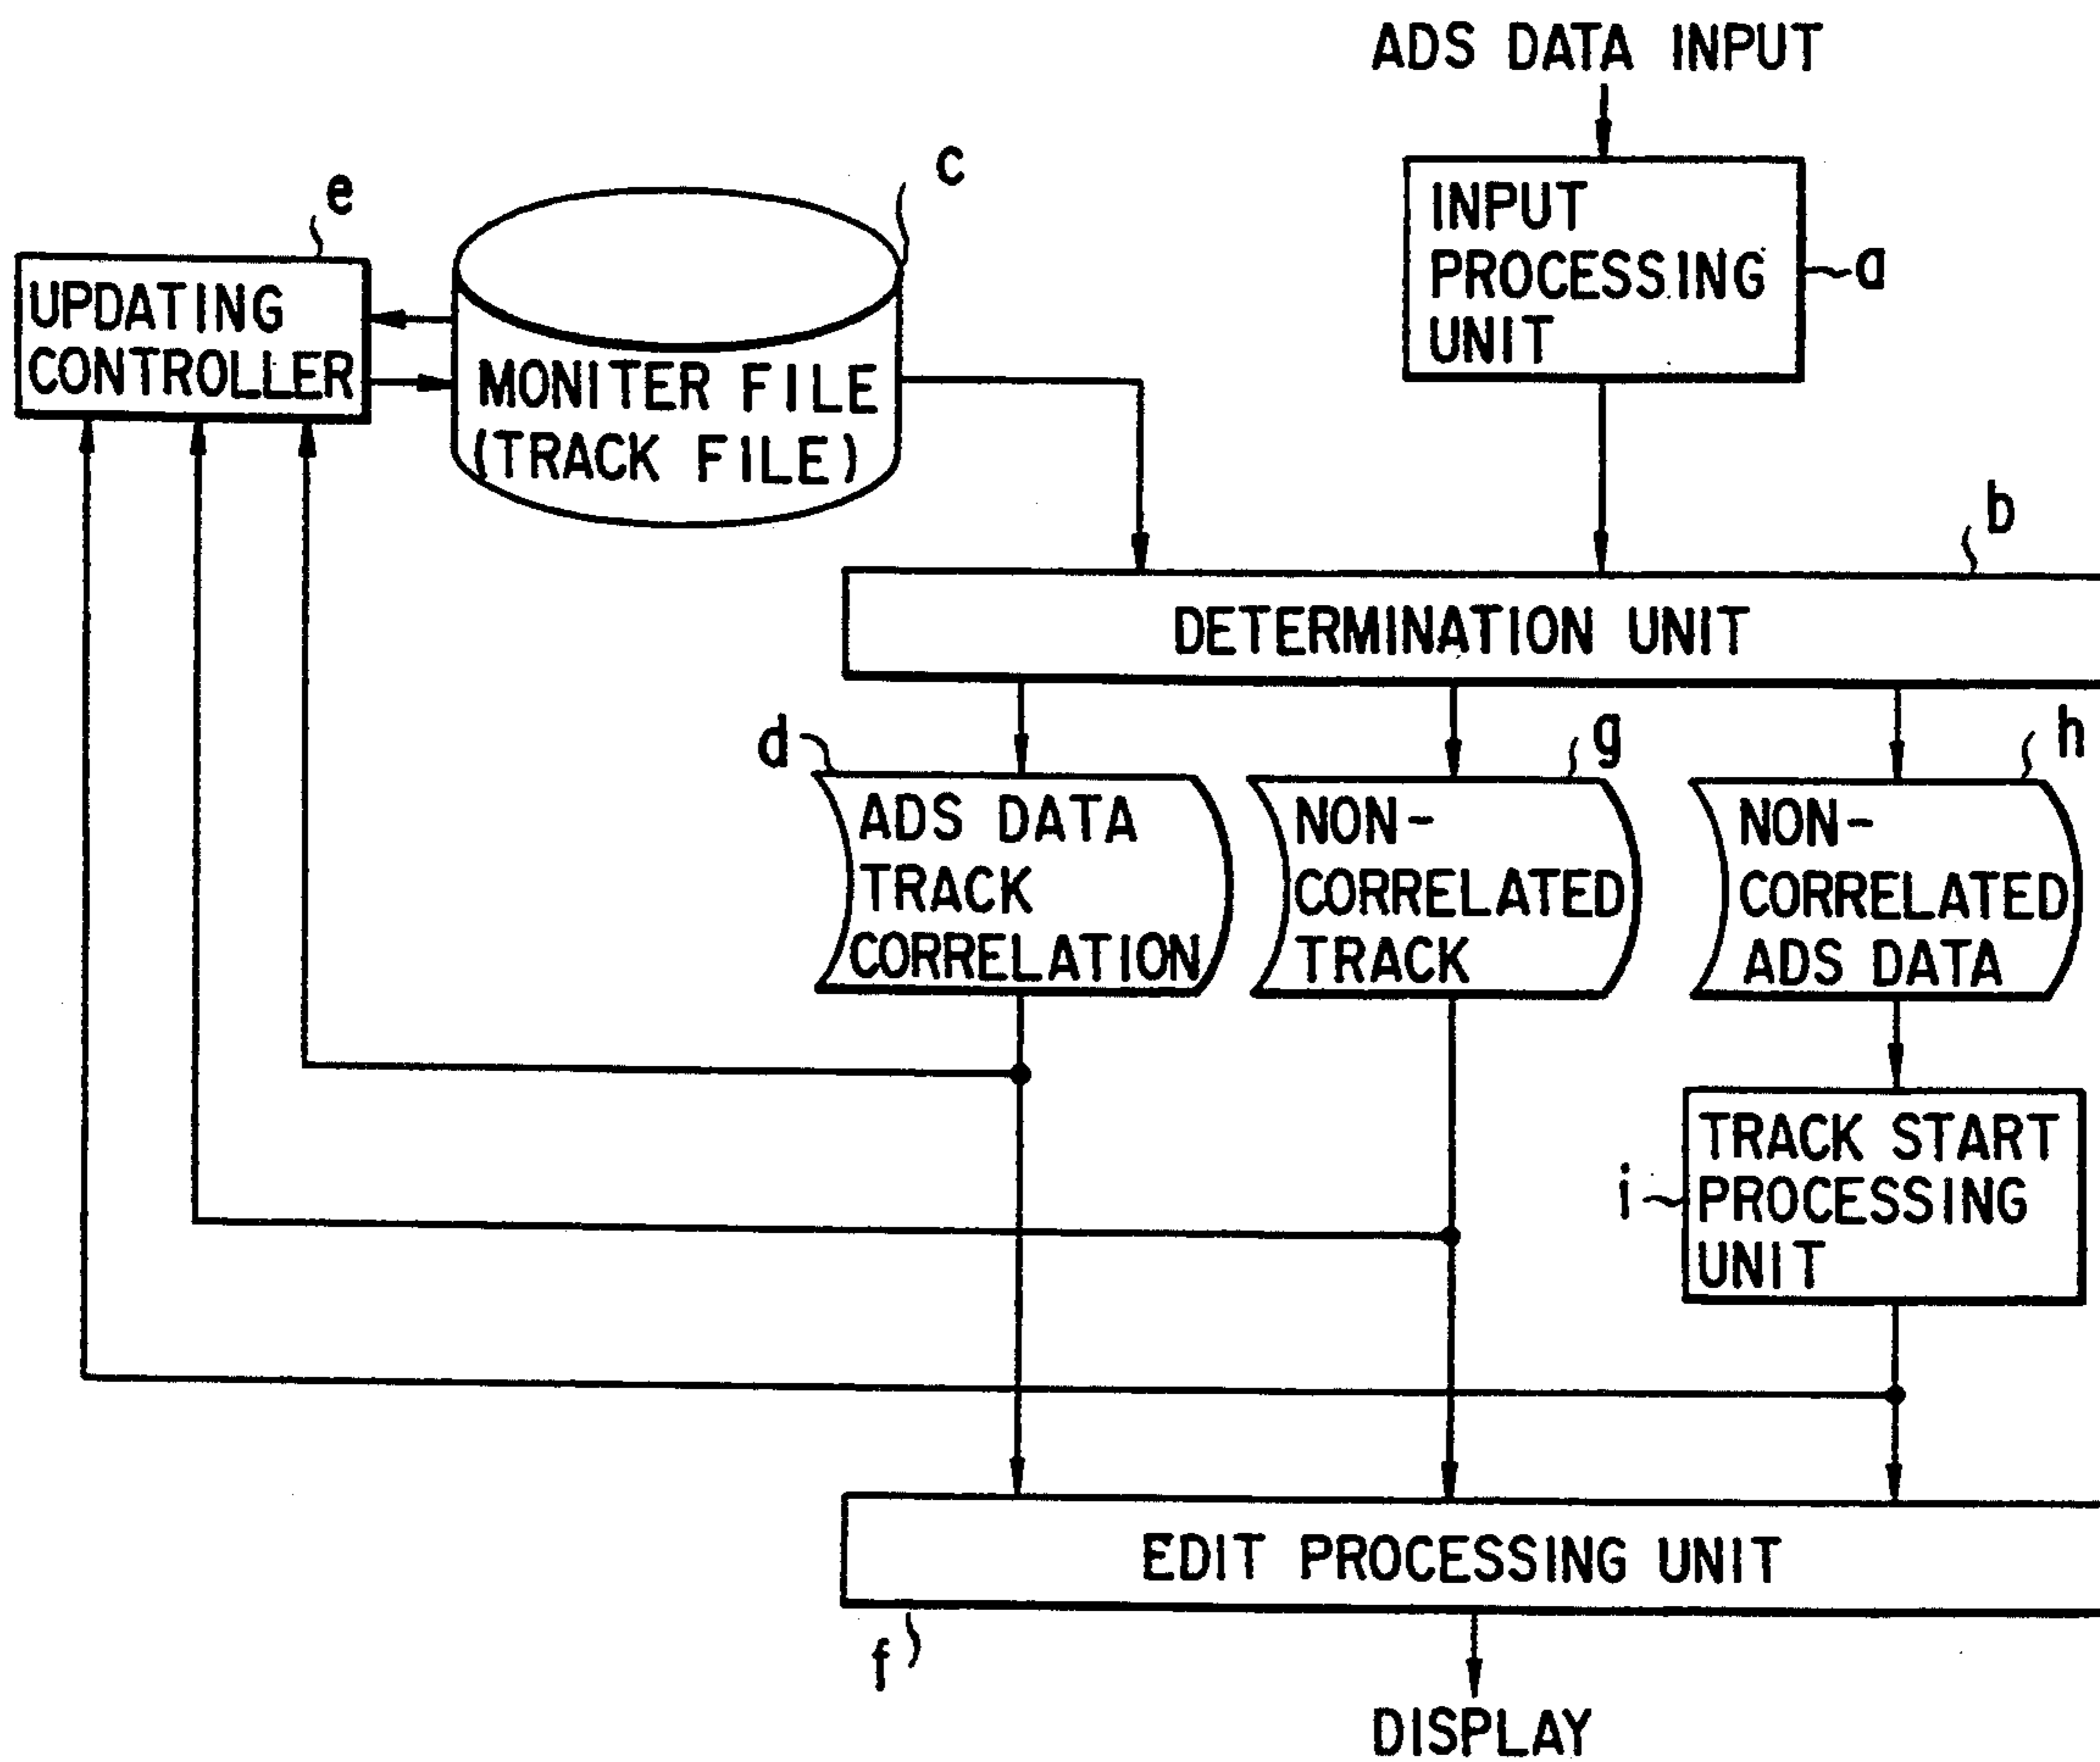 ADS DATA INPUT
INPUT
PROCESSING
UNIT
a
e
c
UPDATING
CONTROLLER
MONITER FILE
(TRACK FILE)
b
DETERMINATION UNIT
d
ADS DATA
TRACK
CORRELATION
g
NON-
CORRELATED
TRACK
h
NON-
CORRELATED
ADS DATA
i
TRACK START
PROCESSING
UNIT
EDIT PROCESSING UNIT
f
DISPLAY